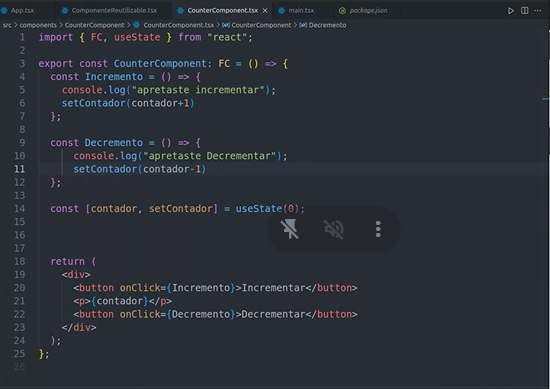 App.tsx ComponenteReutilizable.tsx CounterComponent.tsx main.tsx package.json
src > components > CounterComponent.tsx > CounterComponent > Decremento
1 import { FC, useState } from "react";
2
3 export const CounterComponent: FC = () => {
4 const Incremento = () => {
5 console.log("apretaste incrementar");
6 setContador(contador+1)
7 };
8
9 const Decremento = () => {
10 console.log("apretaste Decrementar");
11 setContador(contador-1)
12 };
13
14 const [contador, setContador] = useState(0);
15
16
17
18 return (
19 <div>
20 <button onClick={Incremento}>Incrementar</button>
21 <p>{contador}</p>
22 <button onClick={Decremento}>Decrementar</button>
23 </div>
24 );
25 };
26